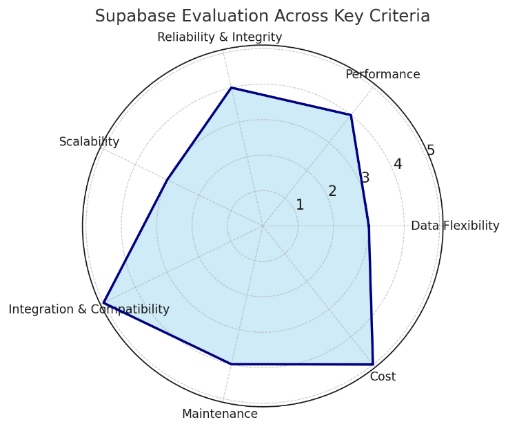 Supabase Evaluation Across Key Criteria
Reliability & Integrity
Performance
Scalability
5
4
3
2
1
Data Flexibility
Integration & Compatibility
Cost
Maintenance